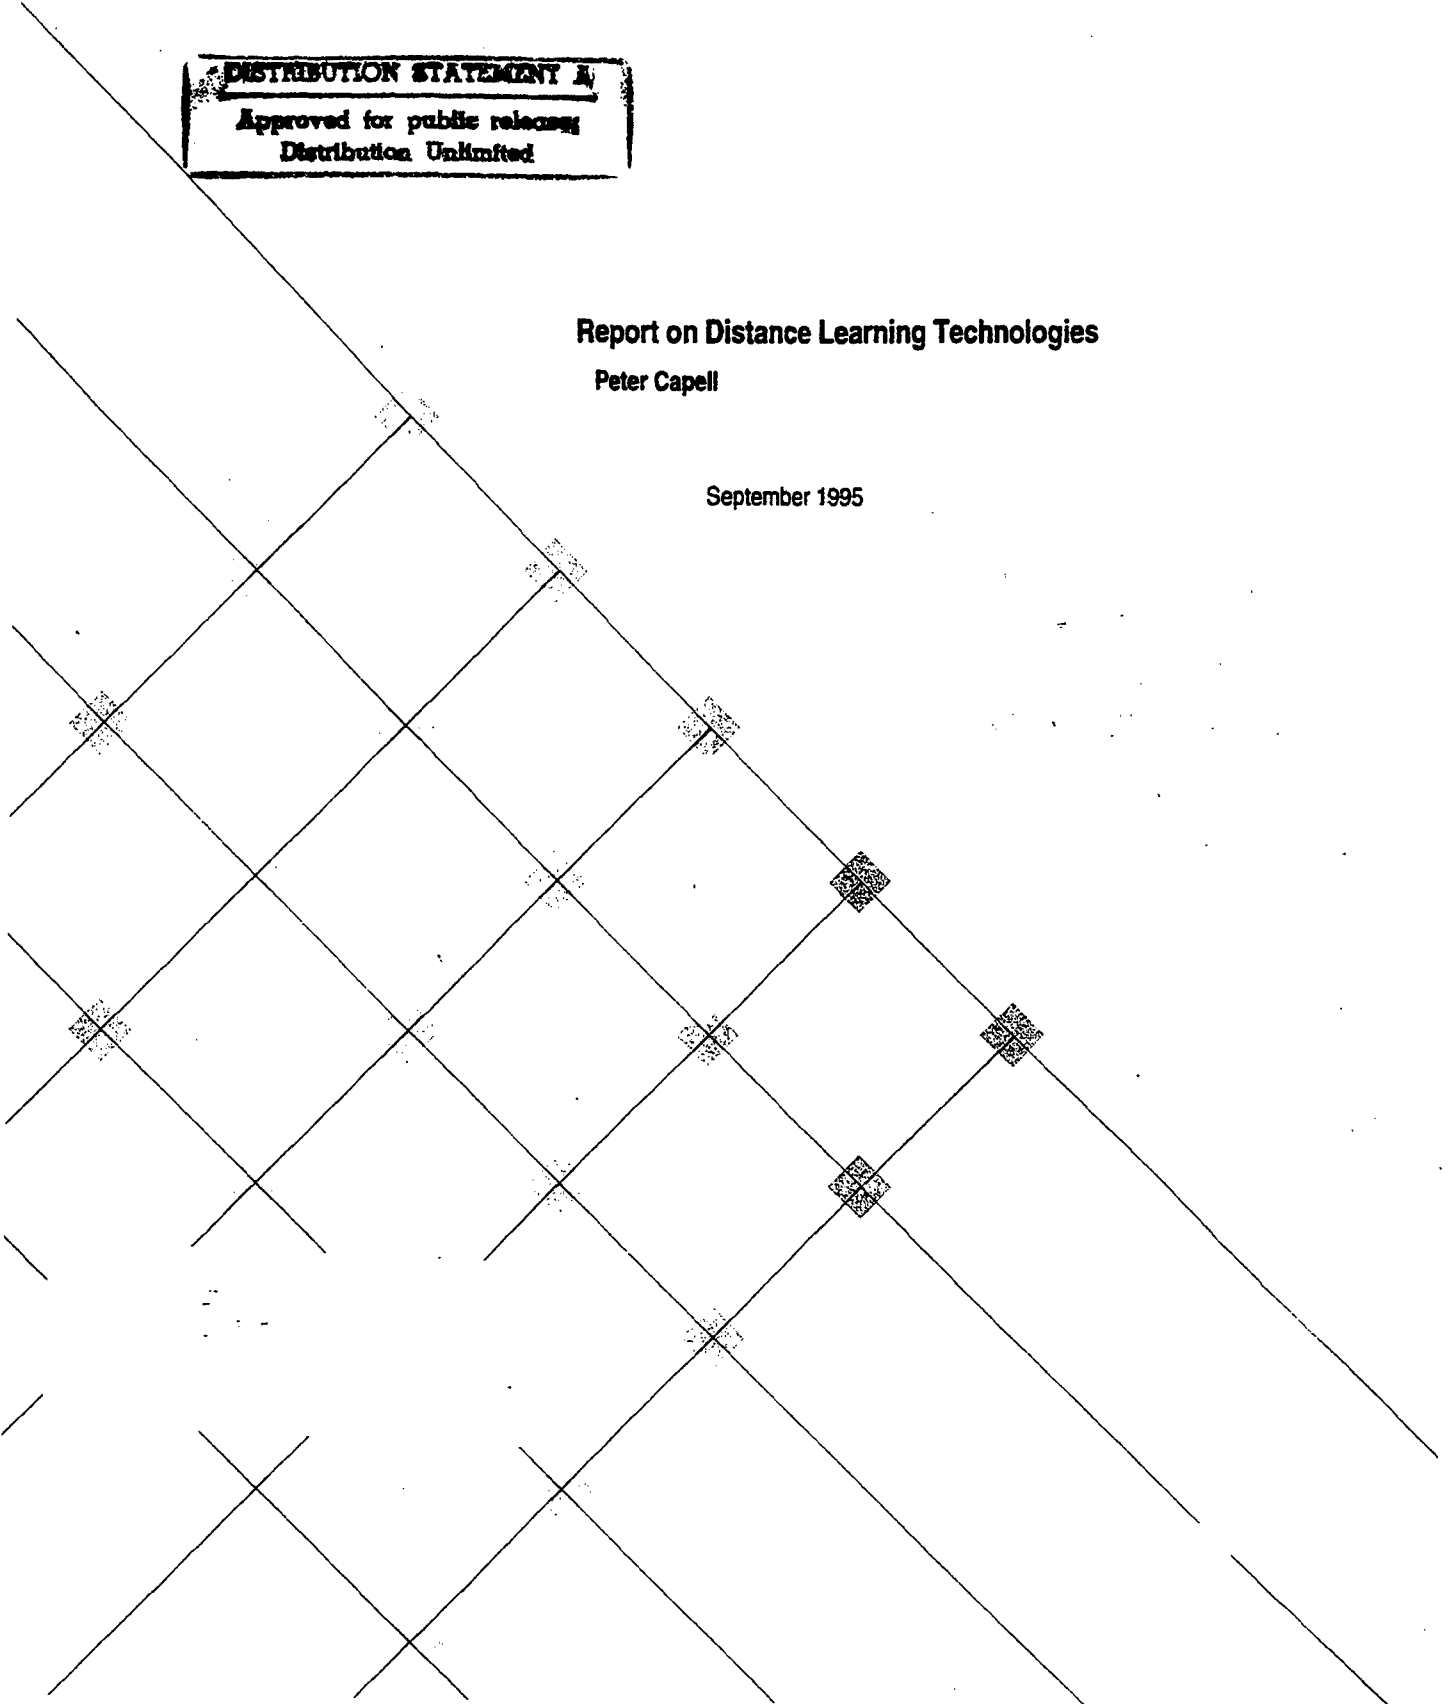 DISTRIBUTION STATEMENT A
Approved for public release;
Distribution Unlimited
Report on Distance Learning Technologies
Peter Capell
September 1995